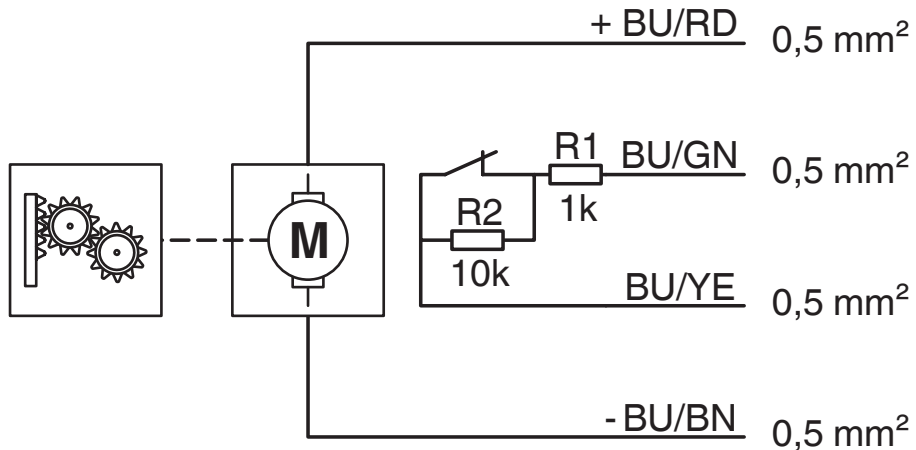 + BU/RD 0,5 mm²
R1 BU/GN 0,5 mm²
1k
R2
M
10k
BU/YE 0,5 mm²
- BU/BN 0,5 mm²